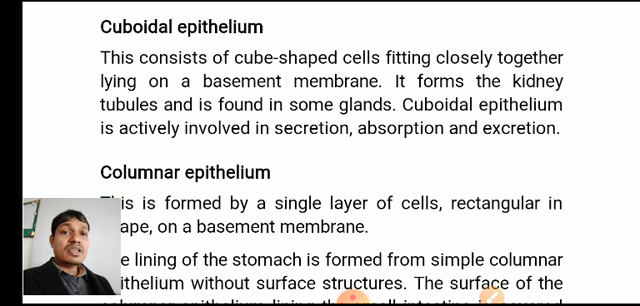 Cuboidal epithelium
This consists of cube-shaped cells fitting closely together
lying on a basement membrane. It forms the kidney
tubules and is found in some glands. Cuboidal epithelium
is actively involved in secretion, absorption and excretion.
Columnar epithelium
This is formed by a single layer of cells, rectangular in
ape, on a basement membrane.
e lining of the stomach is formed from simple columnar
ithelium without surface structures. The surface of the